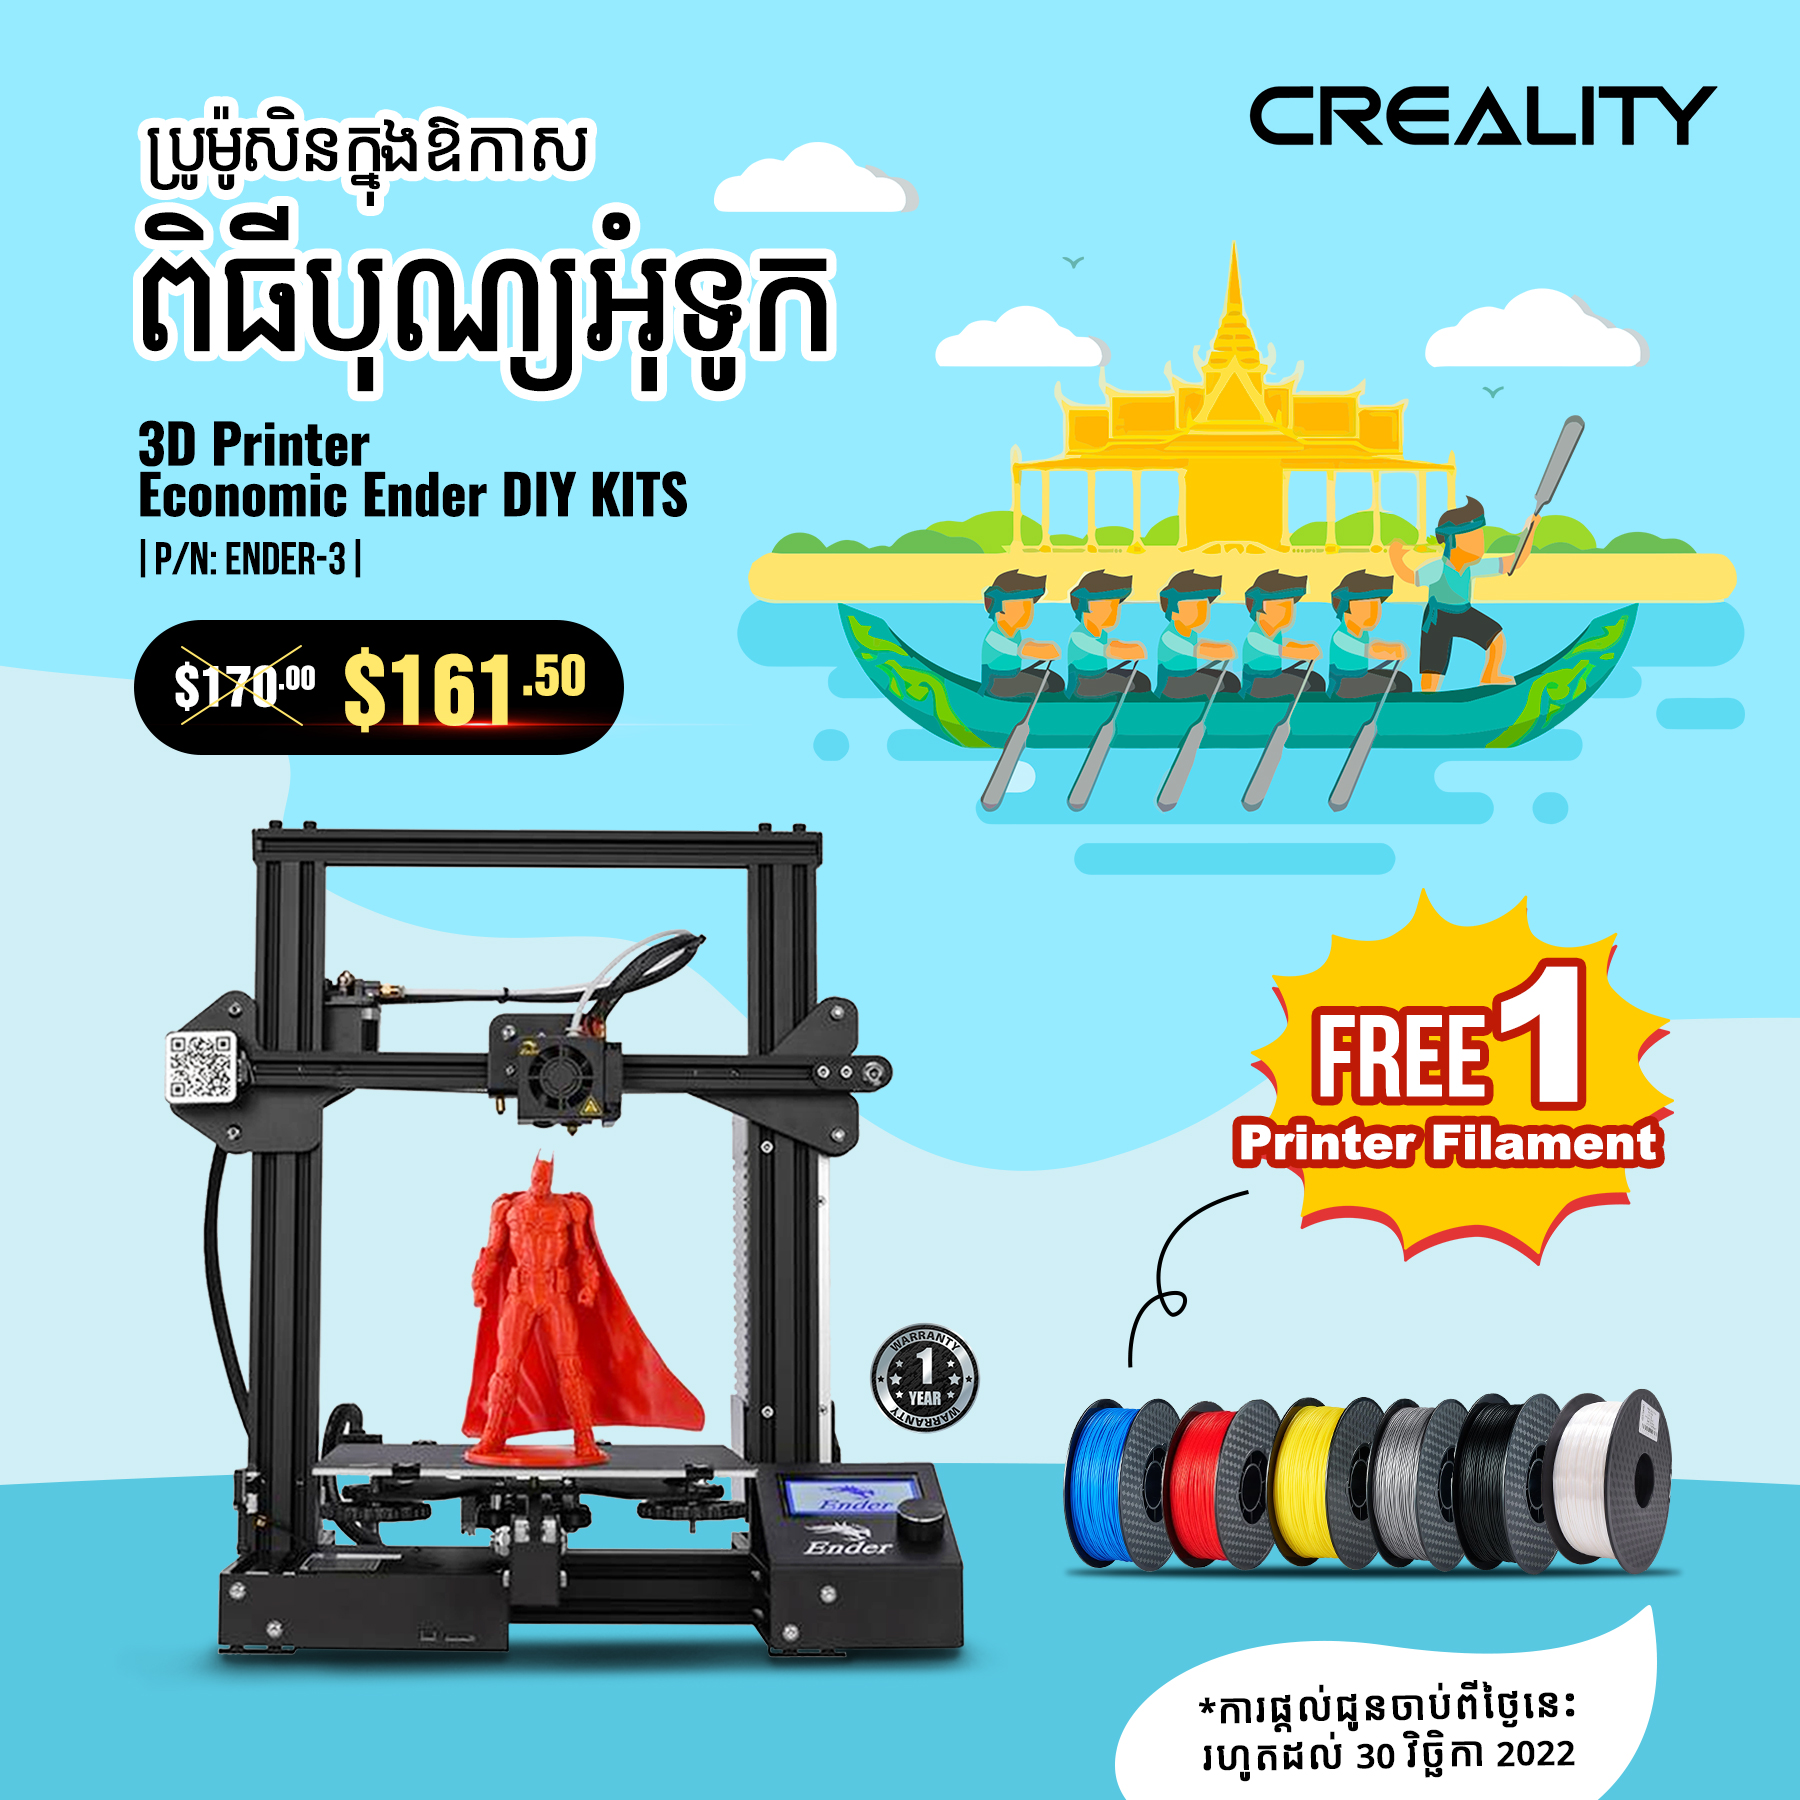 CREALITY
ប្រូម៉ូសិនក្នុងឱកាស
ពិធីបុណ្យអុំទូក
3D Printer
Economic Ender DIY KITS
| P/N: ENDER-3 |
$170.00 $161.50
FREE 1
Printer Filament
WARRANTY
1
YEAR
WARRANTY
Ender
Ender
*ការផ្តល់ជូនចាប់ពីថ្ងៃនេះ
រហូតដល់ 30 វិច្ឆិកា 2022